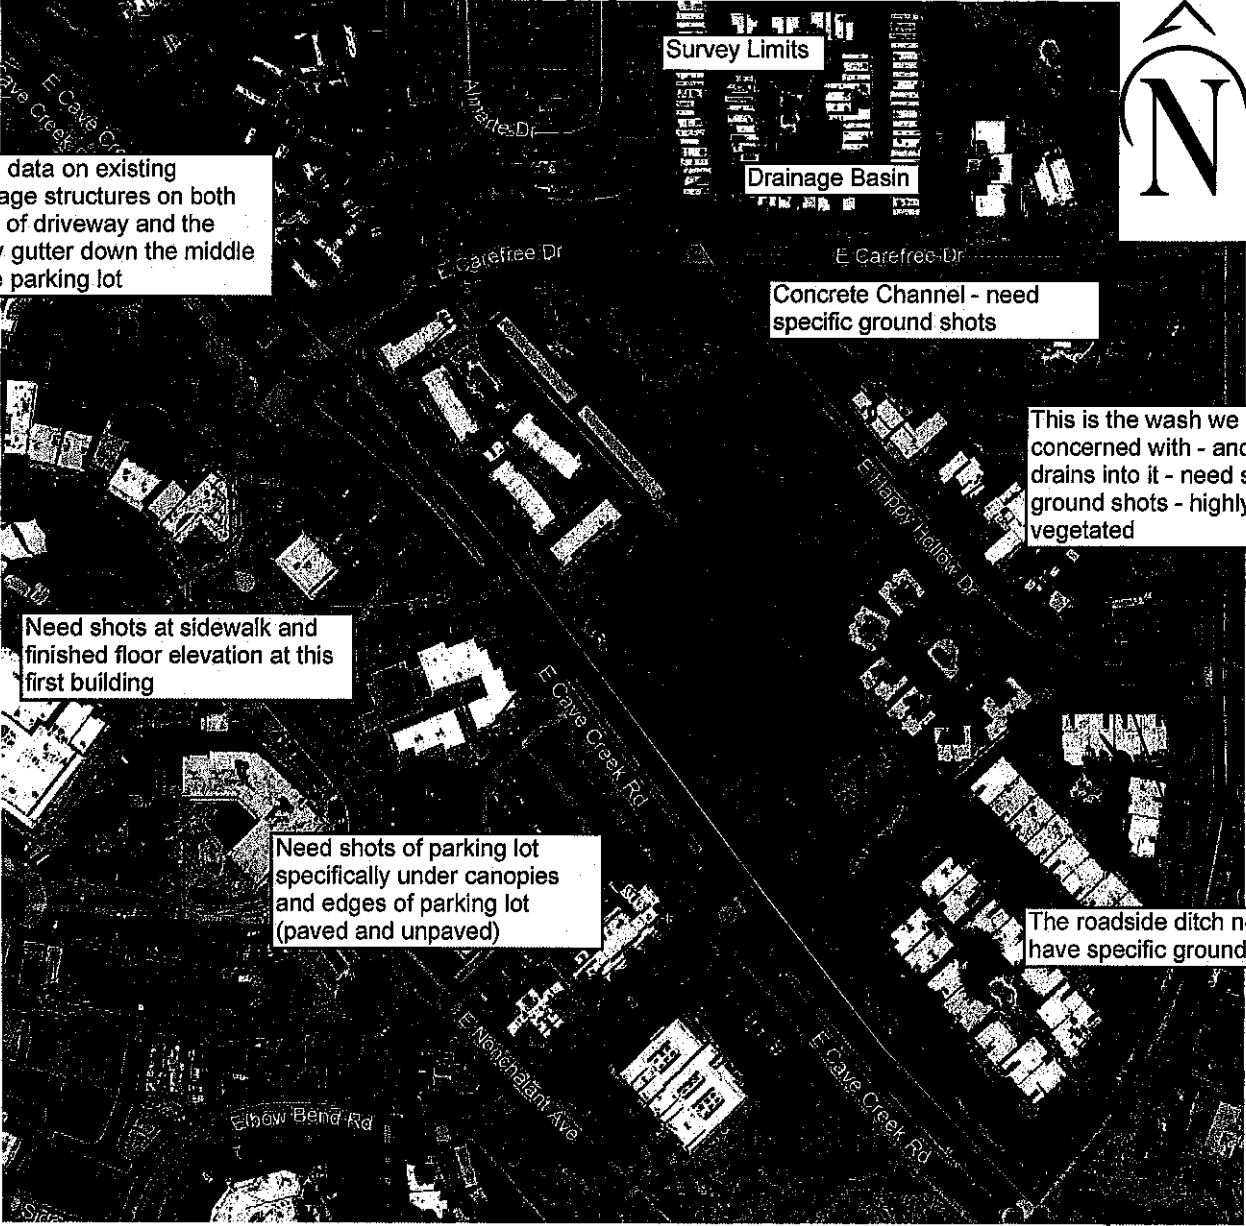 Survey Limits
N
E Cave Cre
ave Creek
Almarte Dr
data on existing
age structures on both
of driveway and the
gutter down the middle
parking lot
Drainage Basin
E Carefree Dr
E Carefree Dr
Concrete Channel - need
specific ground shots
This is the wash we
concerned with - and
drains into it - need s
ground shots - highly
vegetated
E Happy Hollow Dr
Need shots at sidewalk and
finished floor elevation at this
first building
E Cave Creek Rd
Need shots of parking lot
specifically under canopies
and edges of parking lot
(paved and unpaved)
The roadside ditch n
have specific ground
E Nonchalant Ave
E Cave Creek Rd
Elbow Bend Rd